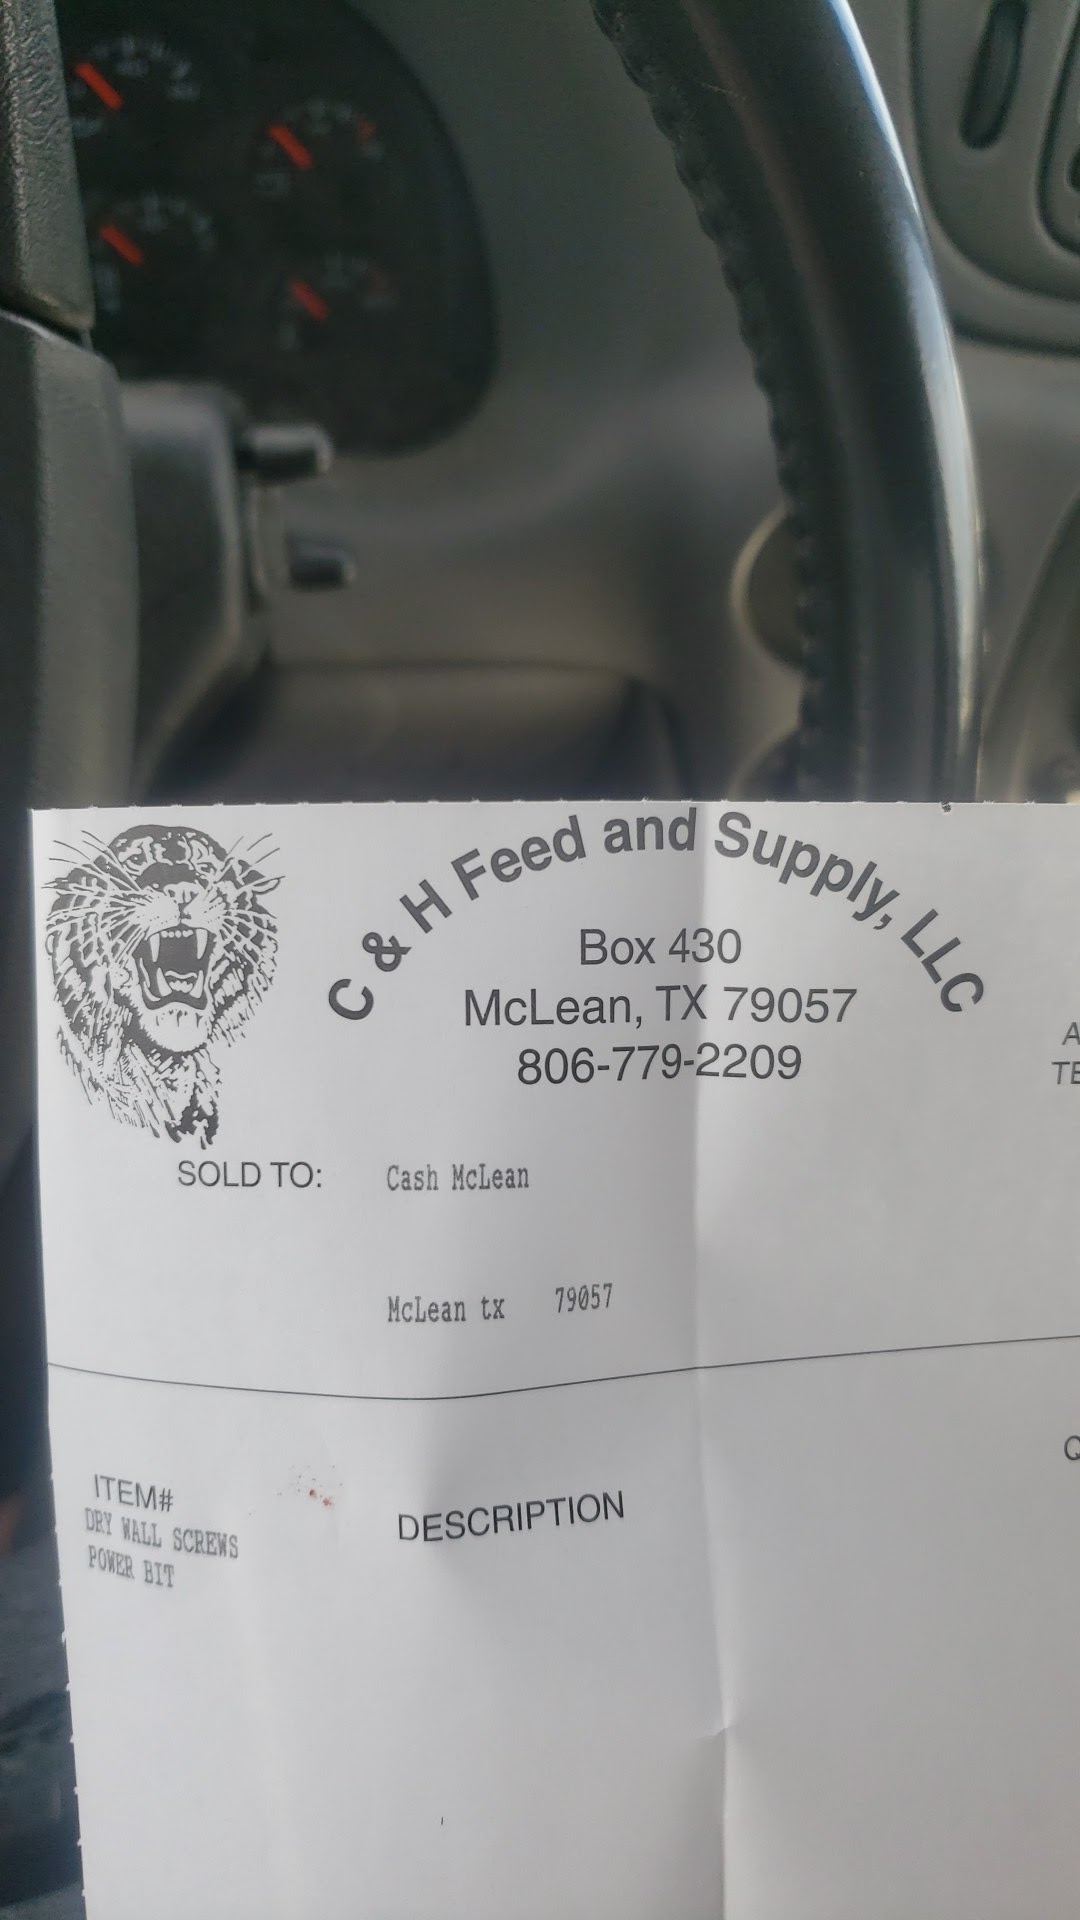 C & H Feed and Supply, LLC
Box 430
McLean, TX 79057
806-779-2209
SOLD TO: Cash McLean
McLean tx 79057
ITEM# DESCRIPTION
DRY WALL SCREWS
POWER BIT